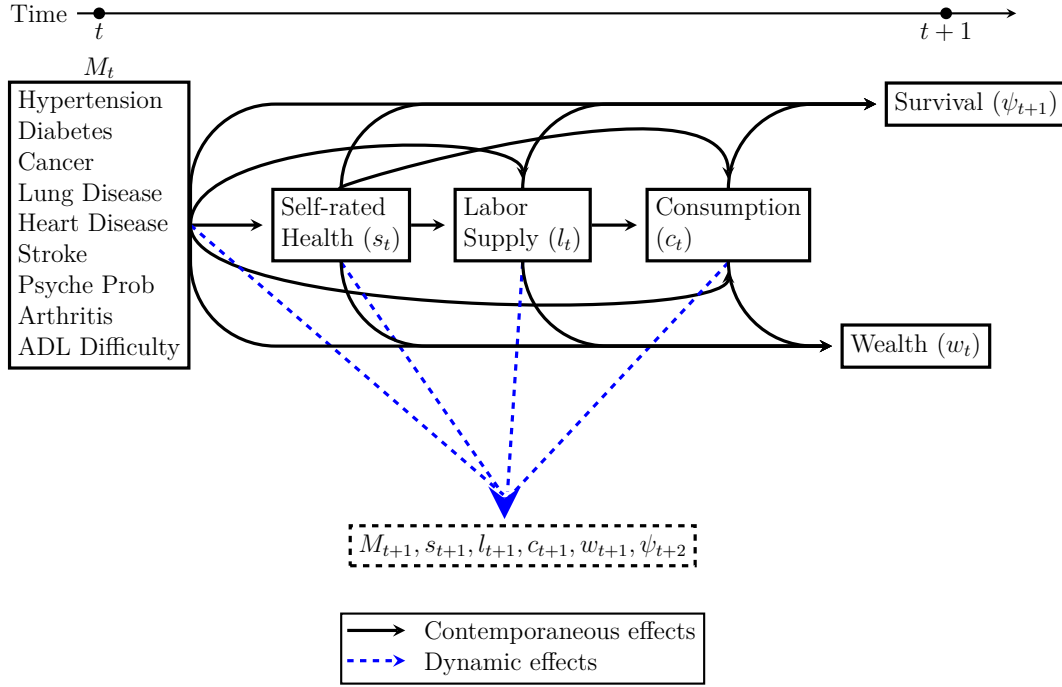 Time
t
t + 1
M_t
Hypertension
Diabetes
Cancer
Lung Disease
Heart Disease
Stroke
Psyche Prob
Arthritis
ADL Difficulty
Self-rated
Health (s_t)
Labor
Supply (l_t)
Consumption
(c_t)
Survival (ψ_{t+1})
Wealth (w_t)
M_{t+1}, s_{t+1}, l_{t+1}, c_{t+1}, w_{t+1}, ψ_{t+2}
Contemporaneous effects
Dynamic effects